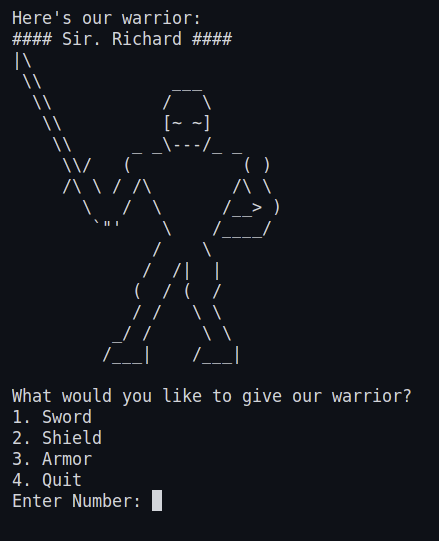 Here's our warrior:
#### Sir. Richard ####
What would you like to give our warrior?
1. Sword
2. Shield
3. Armor
4. Quit
Enter Number: